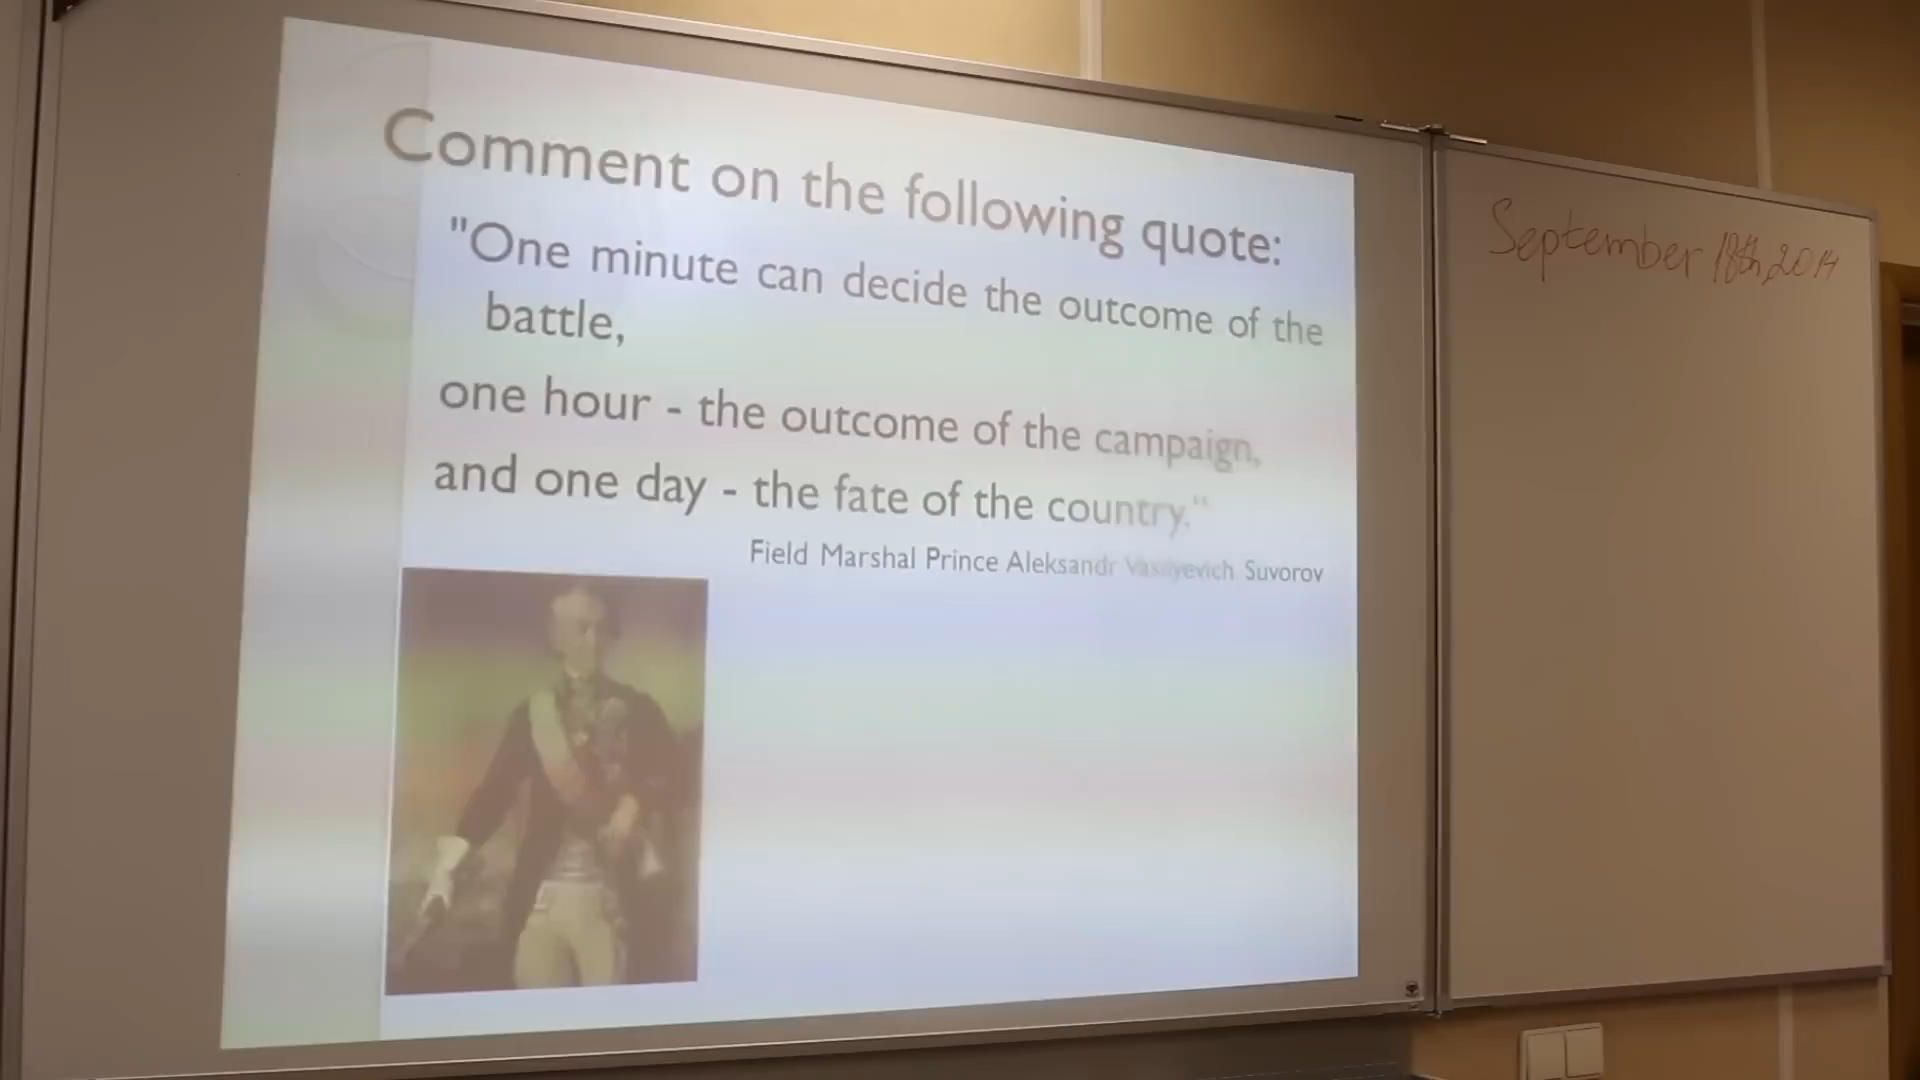 Comment on the following quote:
"One minute can decide the outcome of the
battle,
one hour - the outcome of the campaign,
and one day - the fate of the country."
Field Marshal Prince Aleksandr Vasilyevich Suvorov
September 18th, 2014